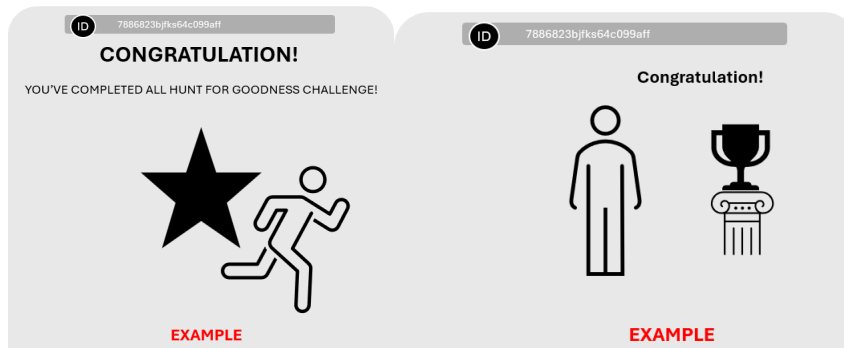 ID 7886823bjfks64c099aff
CONGRATULATION!
YOU'VE COMPLETED ALL HUNT FOR GOODNESS CHALLENGE!
EXAMPLE
ID 7886823bjfks64c099aff
Congratulation!
EXAMPLE